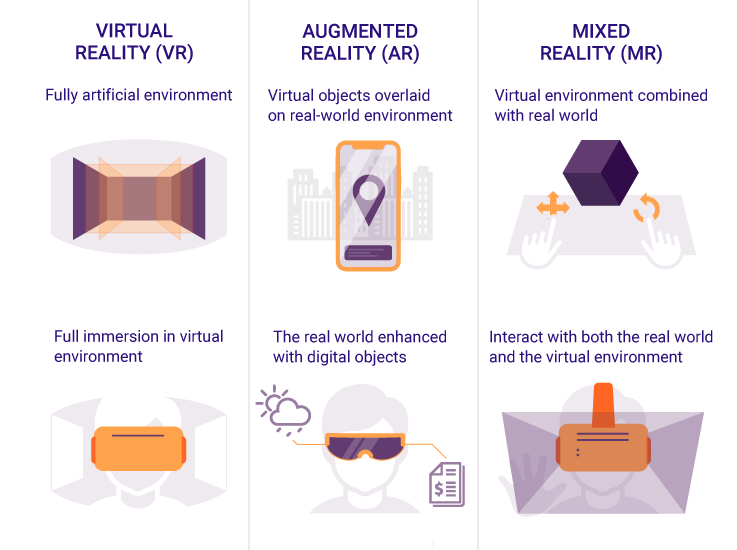 VIRTUAL
REALITY (VR)
Fully artificial environment
Full immersion in virtual
environment
AUGMENTED
REALITY (AR)
Virtual objects overlaid
on real-world environment
The real world enhanced
with digital objects
$
MIXED
REALITY (MR)
Virtual environment combined
with real world
Interact with both the real world
and the virtual environment